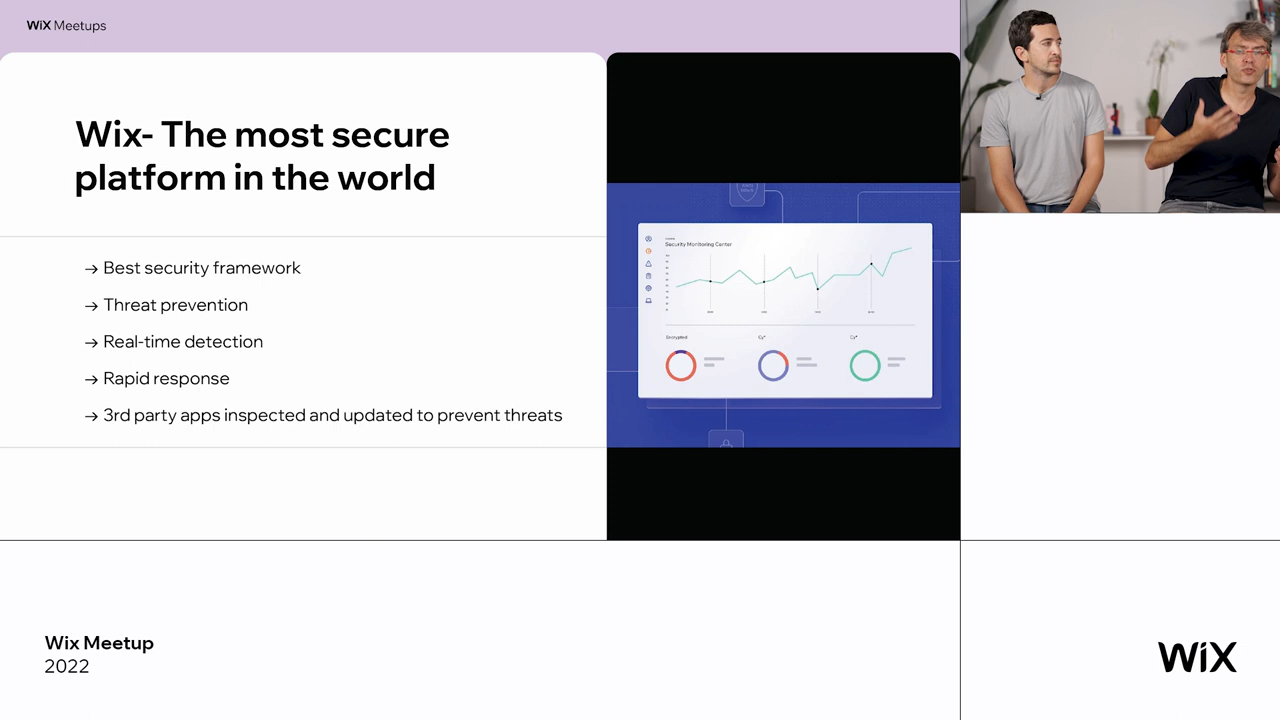 WiX Meetups
Wix- The most secure
platform in the world
→ Best security framework
→ Threat prevention
→ Real-time detection
→ Rapid response
→ 3rd party apps inspected and updated to prevent threats
Security Monitoring Center
Encrypted
Wix Meetup
2022
WiX